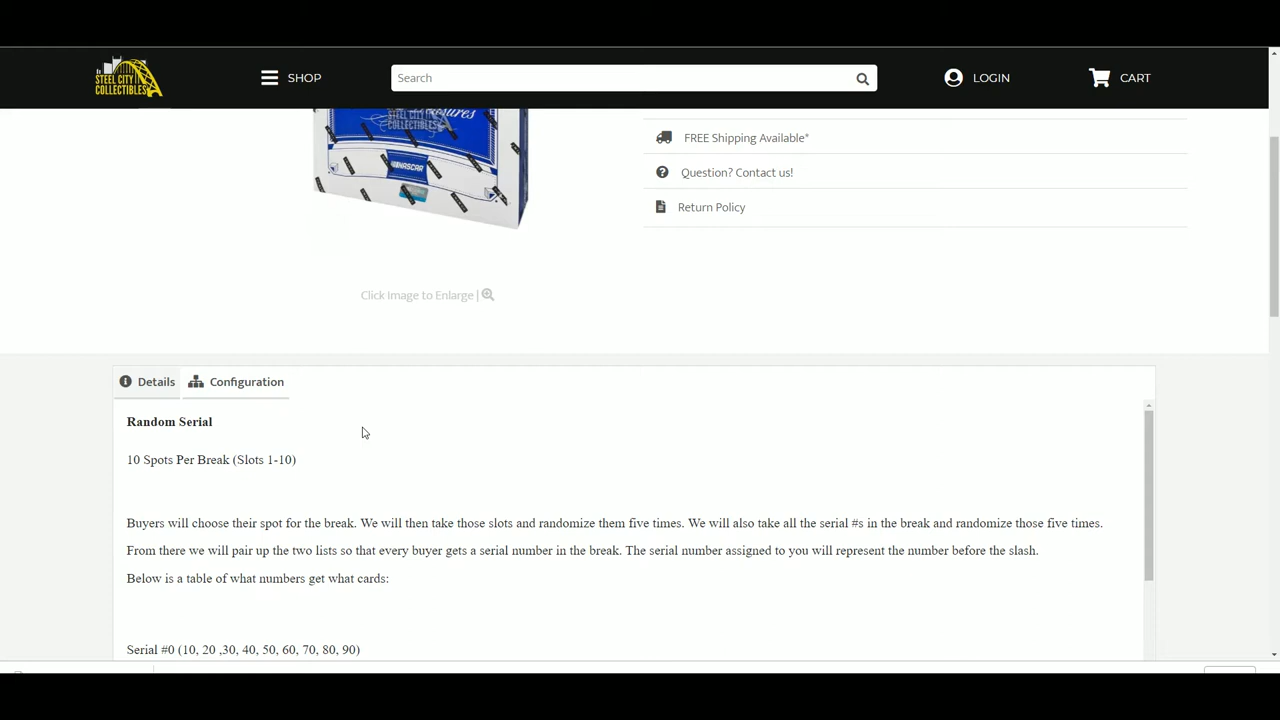 STEEL CITY
COLLECTIBLES
SHOP
Search
LOGIN
CART
STEEL CITY
COLLECTIBLES
NASCAR
FREE Shipping Available*
Question? Contact us!
Return Policy
Click Image to Enlarge |
Details
Configuration
Random Serial
10 Spots Per Break (Slots 1-10)
Buyers will choose their spot for the break. We will then take those slots and randomize them five times. We will also take all the serial #s in the break and randomize those five times.
From there we will pair up the two lists so that every buyer gets a serial number in the break. The serial number assigned to you will represent the number before the slash.
Below is a table of what numbers get what cards:
Serial #0 (10, 20 ,30, 40, 50, 60, 70, 80, 90)